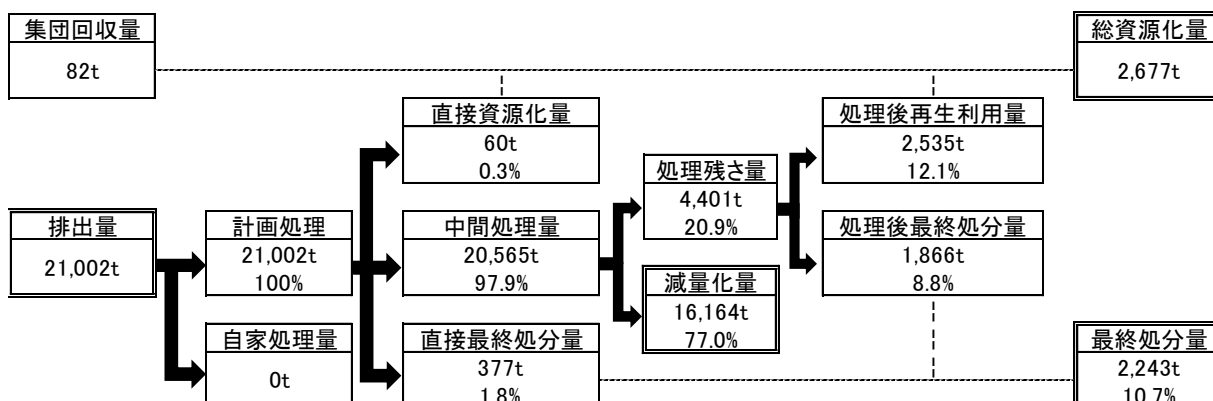 集団回収量
82t
総資源化量
2,677t
直接資源化量
60t
0.3%
処理後再生利用量
2,535t
12.1%
処理残さ量
4,401t
20.9%
排出量
21,002t
計画処理
21,002t
100%
中間処理量
20,565t
97.9%
処理後最終処分量
1,866t
8.8%
減量化量
16,164t
77.0%
自家処理量
0t
直接最終処分量
377t
1.8%
最終処分量
2,243t
10.7%